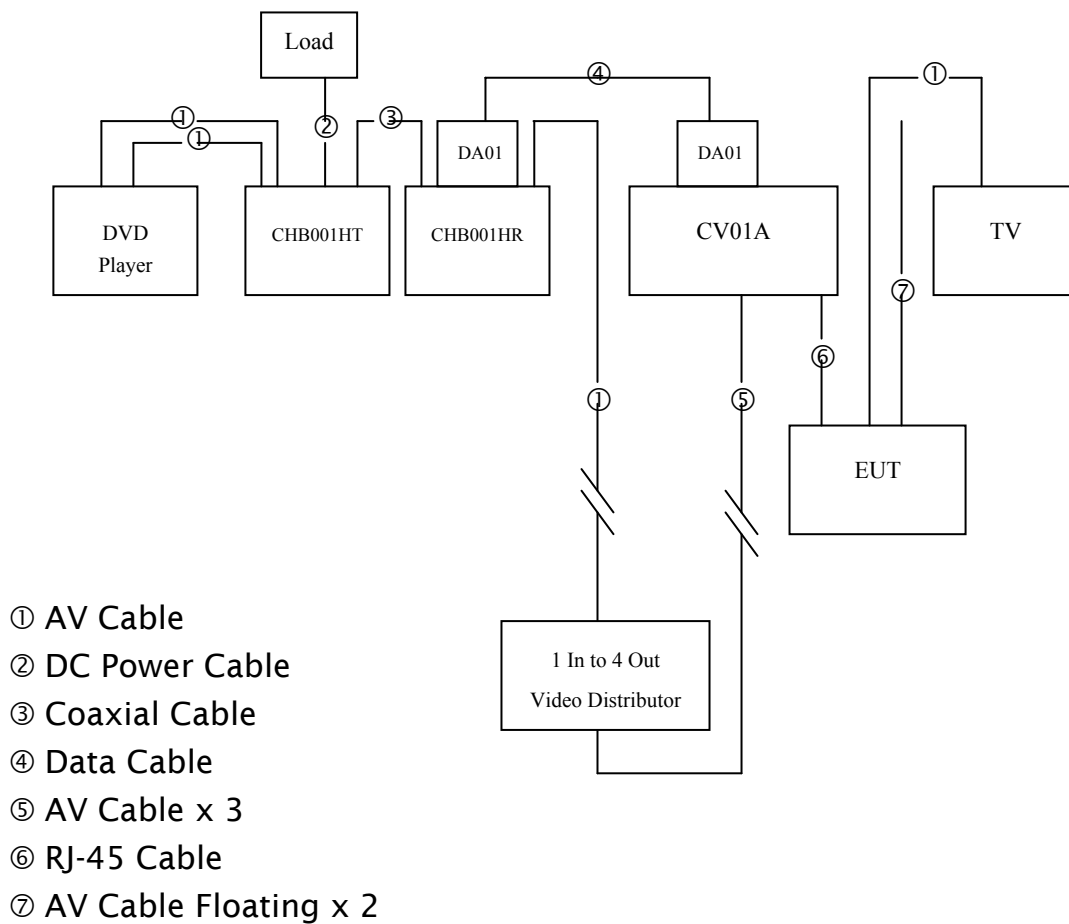 Load
④
①
①
③
①
②
DA01
DA01
DVD
Player
CHB001HT
CHB001HR
CV01A
TV
⑦
⑥
①
⑤
EUT
① AV Cable
② DC Power Cable
③ Coaxial Cable
④ Data Cable
⑤ AV Cable x 3
⑥ RJ-45 Cable
⑦ AV Cable Floating x 2
1 In to 4 Out
Video Distributor